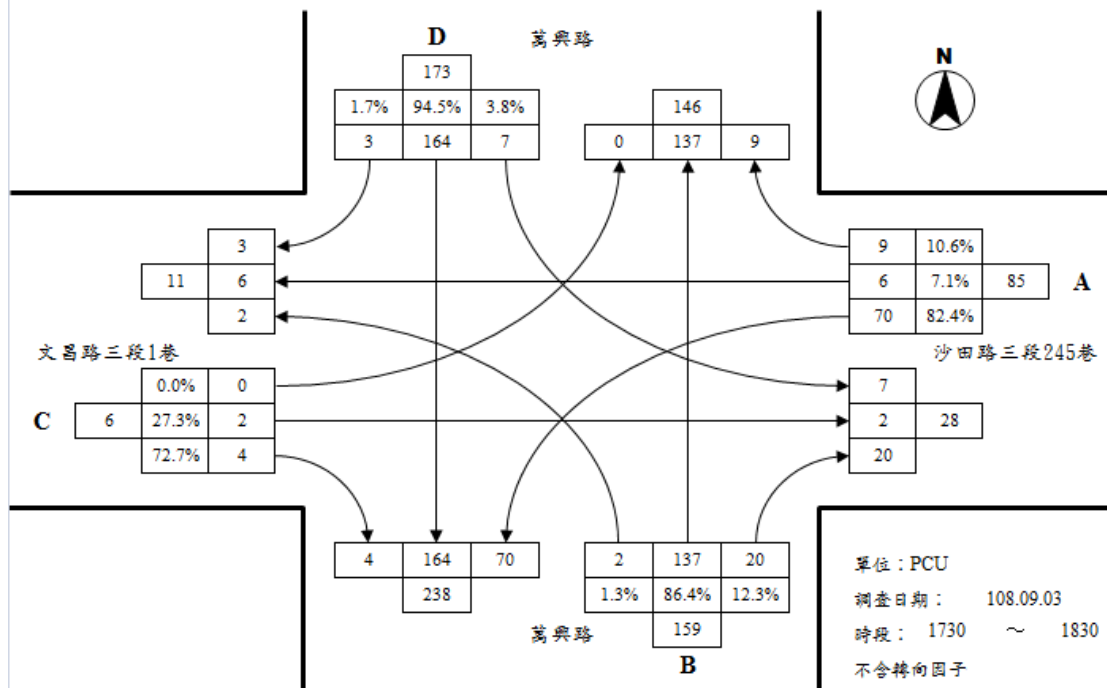 D
萬興路
N
173
1.7% 94.5% 3.8%
3 164 7
146
0 137 9
3
11 6
2
9 10.6%
6 7.1% 85
70 82.4%
A
文昌路三段1巷
沙田路三段245巷
0.0% 0
C 6 27.3% 2
72.7% 4
7
2 28
20
4 164 70
238
2 137 20
1.3% 86.4% 12.3%
159
萬興路
B
單位：PCU
調查日期： 108.09.03
時段： 1730 ～ 1830
不含轉向因子